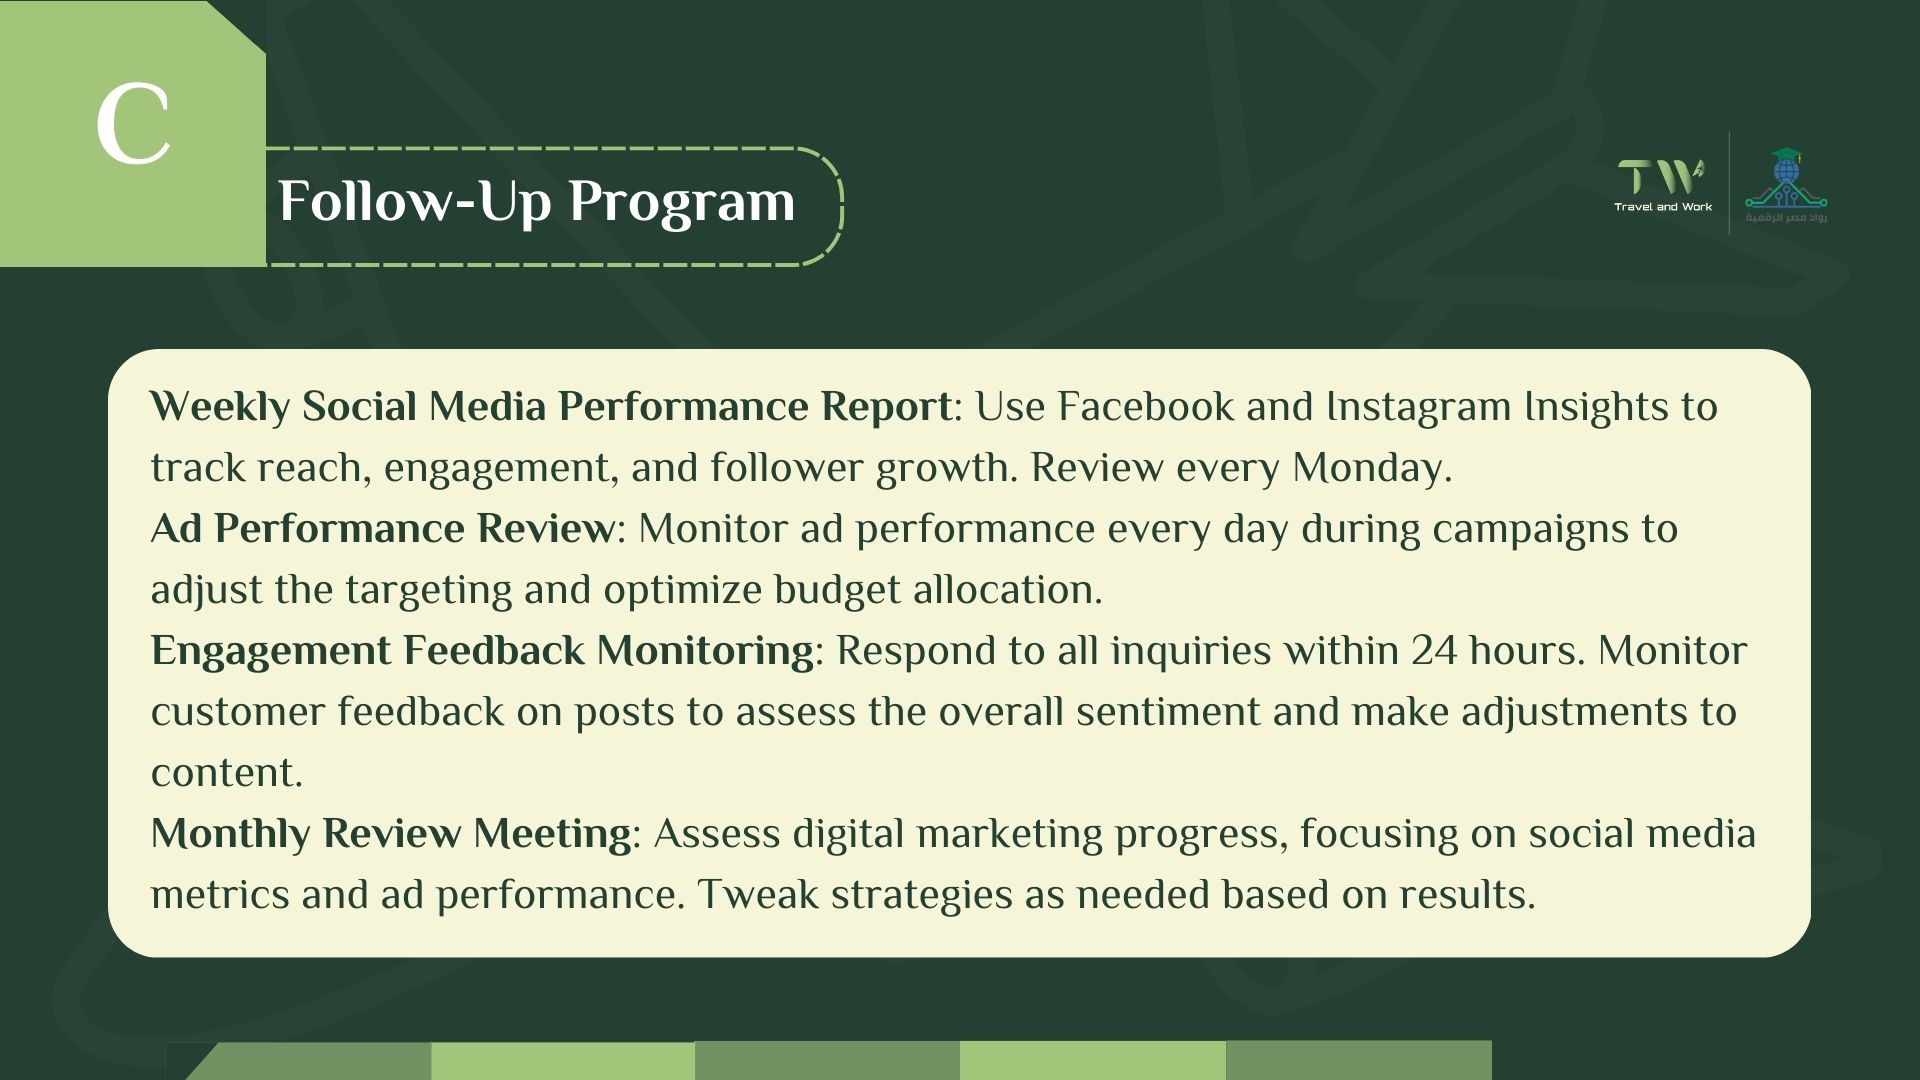 C
Follow-Up Program
TW
Travel and Work
رواد مصر الرقمية
Weekly Social Media Performance Report: Use Facebook and Instagram Insights to
track reach, engagement, and follower growth. Review every Monday.
Ad Performance Review: Monitor ad performance every day during campaigns to
adjust the targeting and optimize budget allocation.
Engagement Feedback Monitoring: Respond to all inquiries within 24 hours. Monitor
customer feedback on posts to assess the overall sentiment and make adjustments to
content.
Monthly Review Meeting: Assess digital marketing progress, focusing on social media
metrics and ad performance. Tweak strategies as needed based on results.